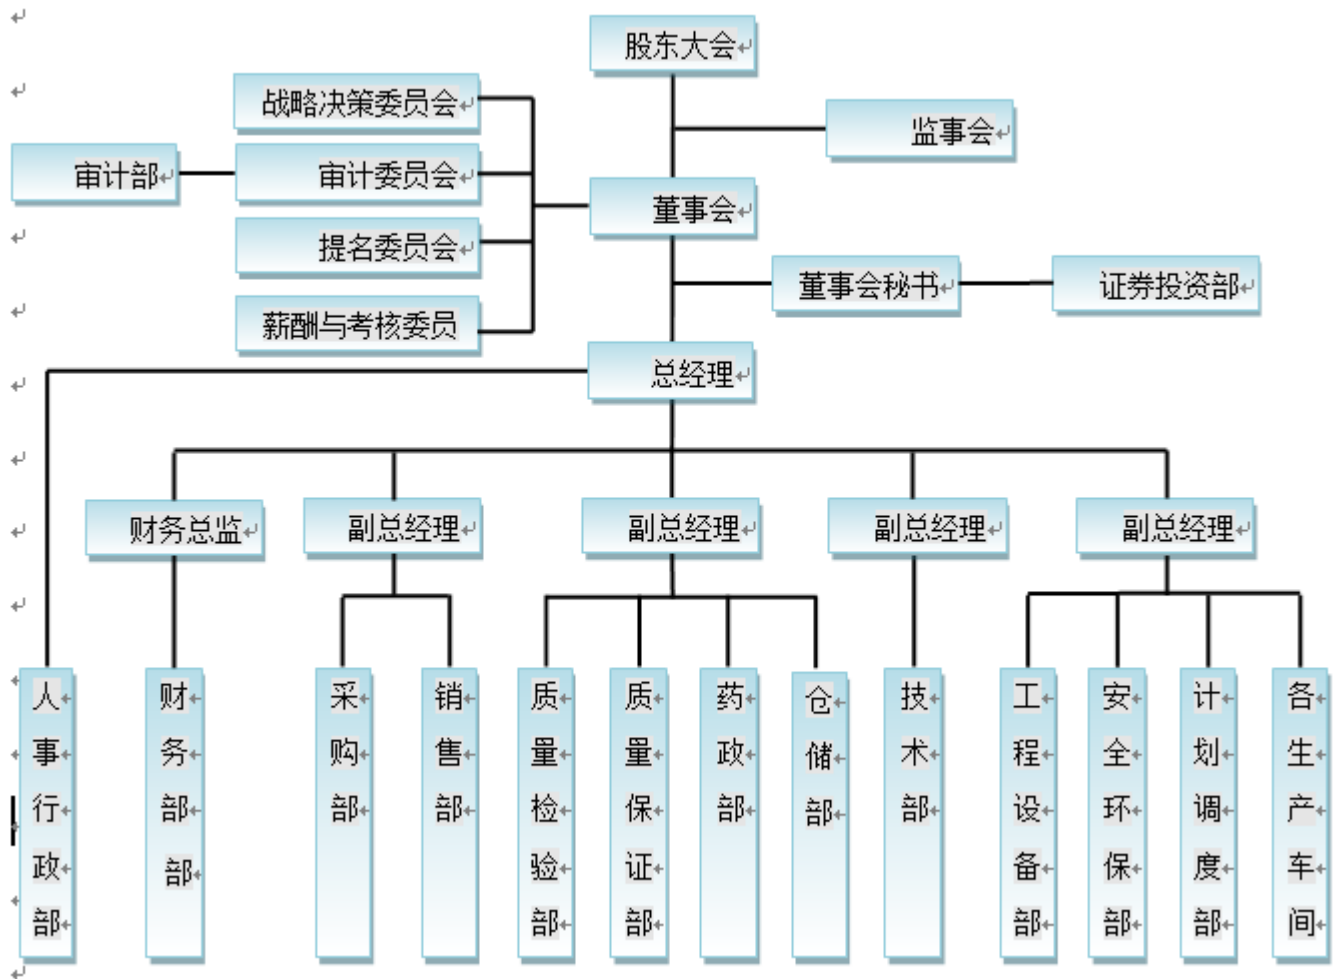 股东大会
战略决策委员会
监事会
审计部
审计委员会
董事会
提名委员会
董事会秘书
证券投资部
薪酬与考核委员
总经理
财务总监
副总经理
副总经理
副总经理
副总经理
人事行政部
财务部部
采购部
销售部
质量检验部
质量保证部
药政部
仓储部
技术部
工程设备部
安全环保部
计划调度部
各生产车间